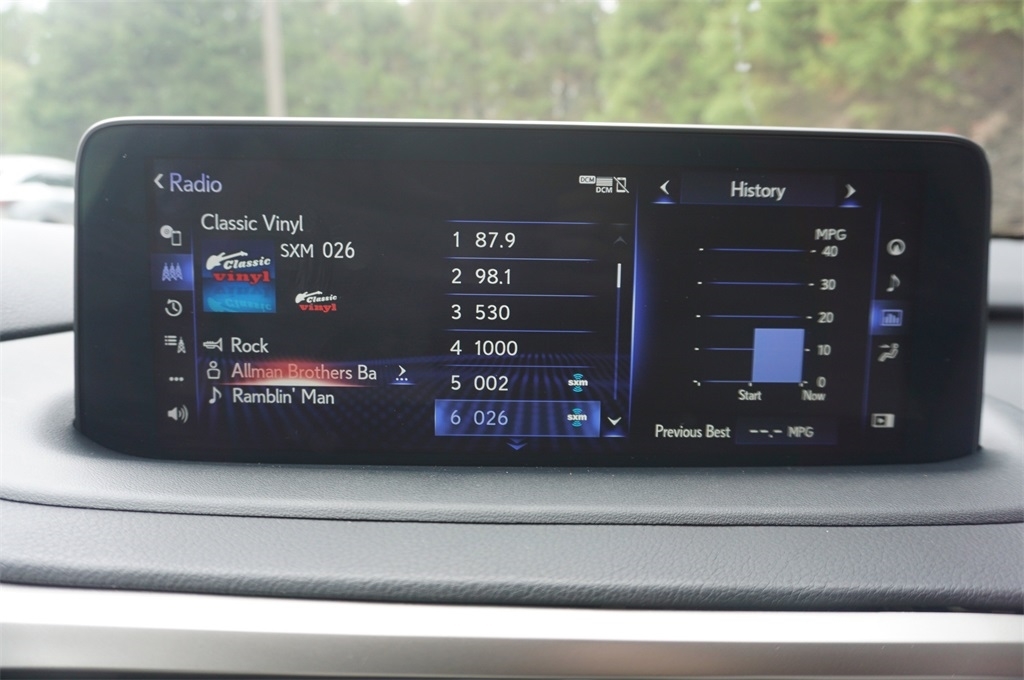 Radio
DCM
DCM
Classic Vinyl
SXM 026
Classic
vinyl
Classic
vinyl
Rock
Allman Brothers Ba
Ramblin' Man
1 87.9
2 98.1
3 530
4 1000
5 002 sxm
6 026 sxm
History
MPG
40
30
20
10
0
Start Now
Previous Best --.- MPG